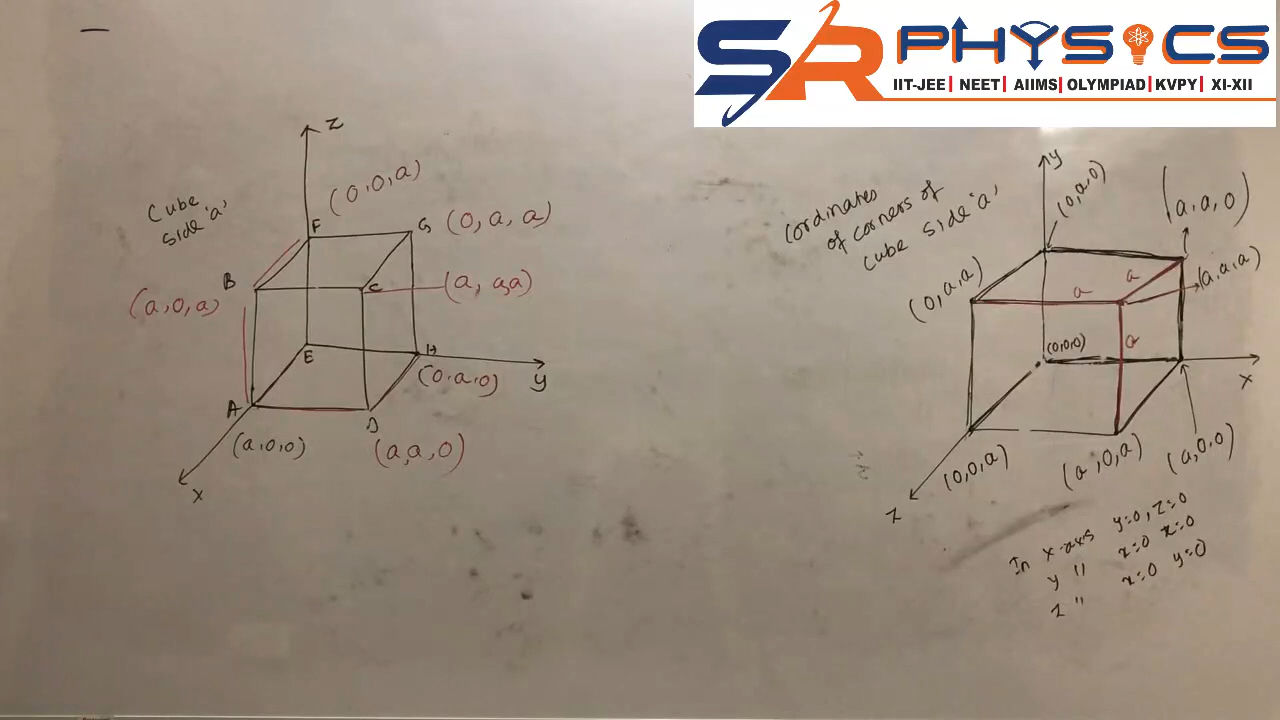 SR PHYSICS
IIT-JEE | NEET | AIIMS | OLYMPIAD | KVPY | XI-XII
Z
(0,0,a)
Cube
side 'a'
F
G (0, a, a)
B
C (a, a,a)
(a,0,a)
E
H
y
(0,a,0)
A
D
(a,0,0)
(a,a,0)
x
Cordinates
of corners of
cube side 'a'
y
(0,a,0)
(a,a,0)
a
(a,a,a)
(0,a,a)
a
a
(0,0,0)
x
(0,0,a)
(a,0,a)
(a,0,0)
z
In x-axis y=0, z=0
y " x=0 x=0
z " x=0 y=0